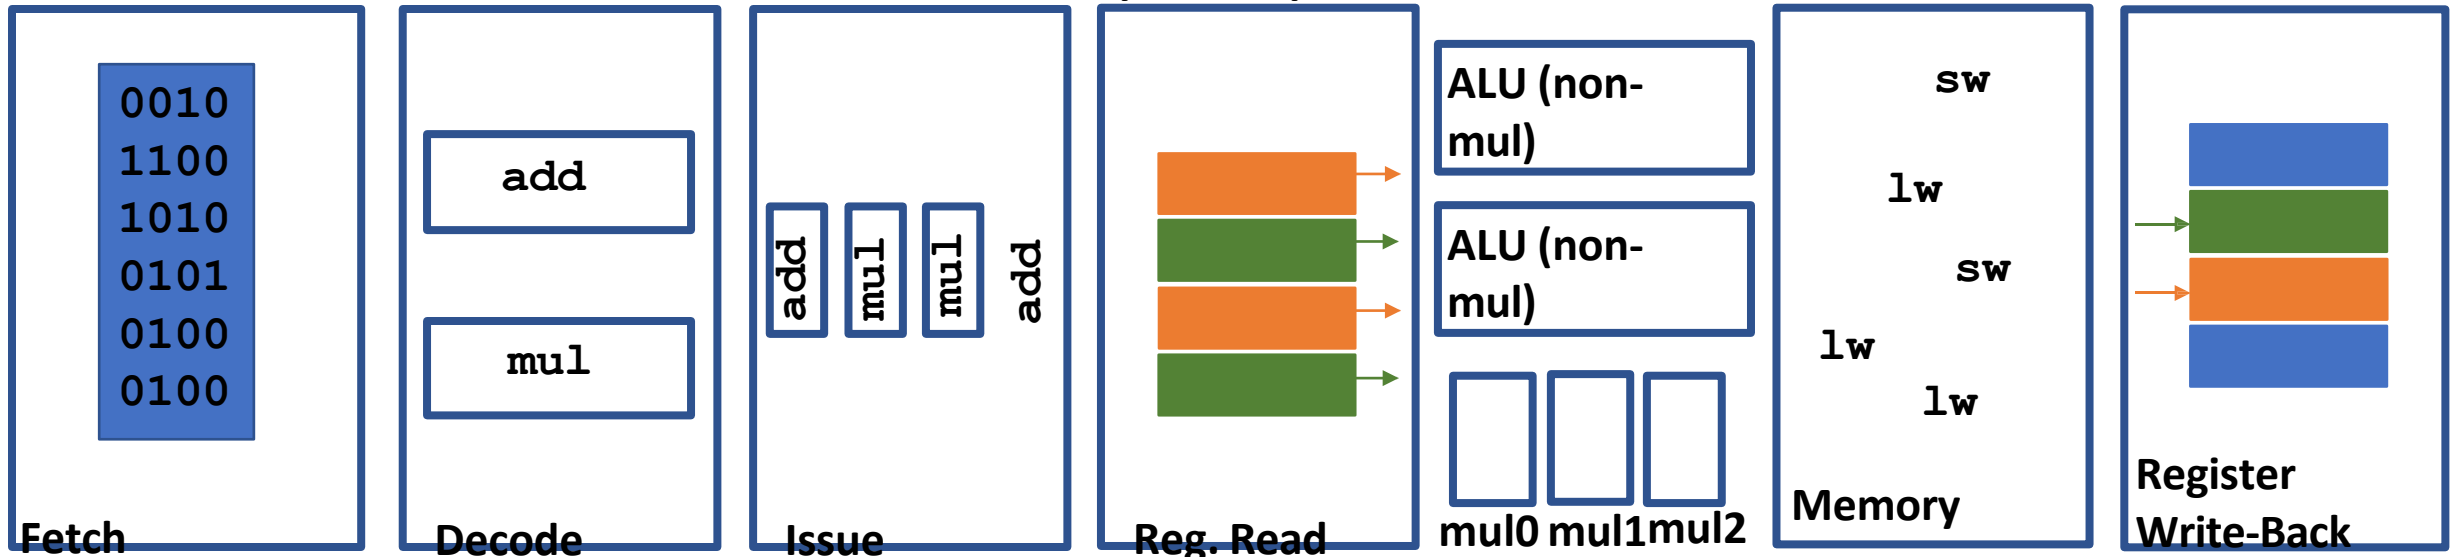 0010
1100
1010
0101
0100
0100
Fetch
add
mul
Decode
add
mul
mul
add
Issue
Reg. Read
ALU (non-
mul)
ALU (non-
mul)
mul0
mul1
mul2
sw
lw
sw
lw
lw
Memory
Register
Write-Back